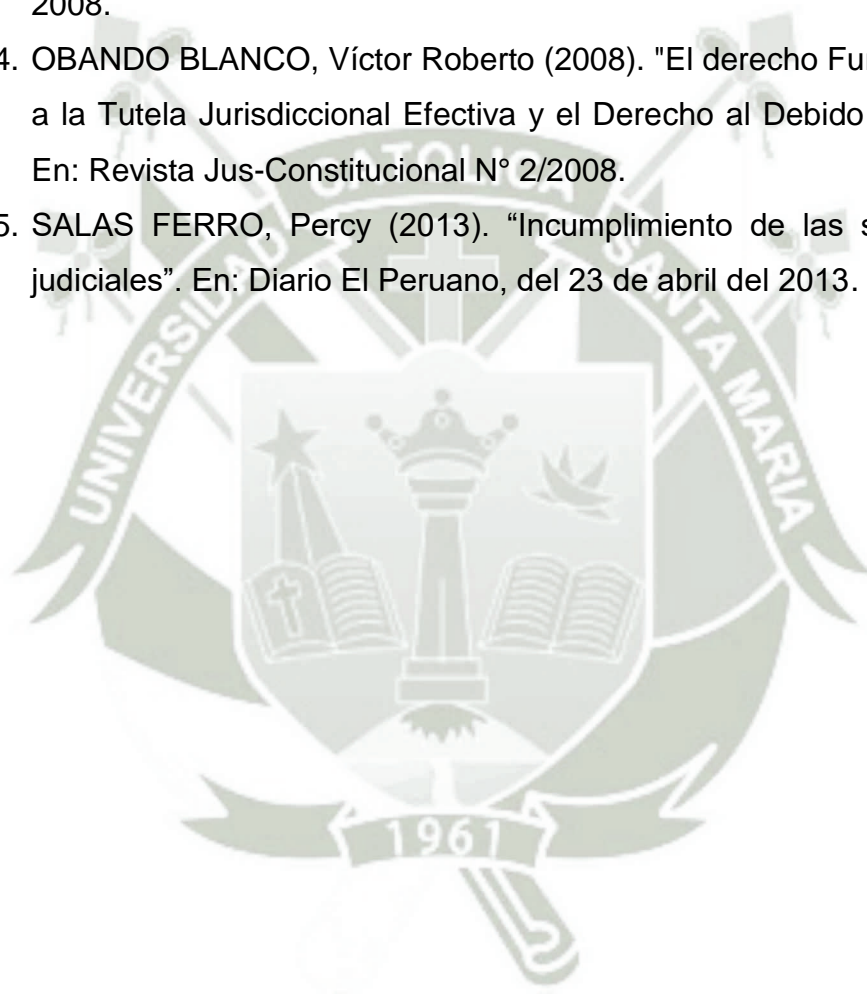 2008.
4. OBANDO BLANCO, Víctor Roberto (2008). "El derecho Fu
a la Tutela Jurisdiccional Efectiva y el Derecho al Debido
En: Revista Jus-Constitucional N° 2/2008.
5. SALAS FERRO, Percy (2013). “Incumplimiento de las s
judiciales”. En: Diario El Peruano, del 23 de abril del 2013.
UNIVERSIDAD CATOLICA SANTA MARIA
1961